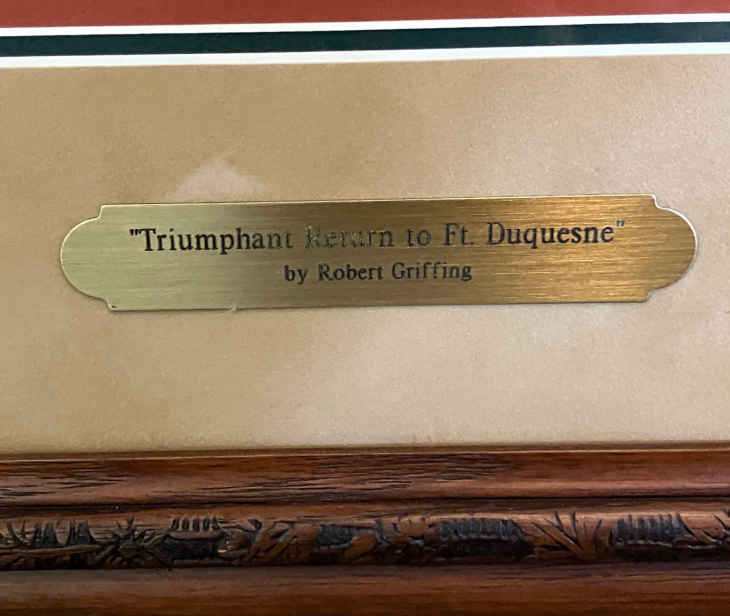 "Triumphant Return to Ft. Duquesne"
by Robert Griffing